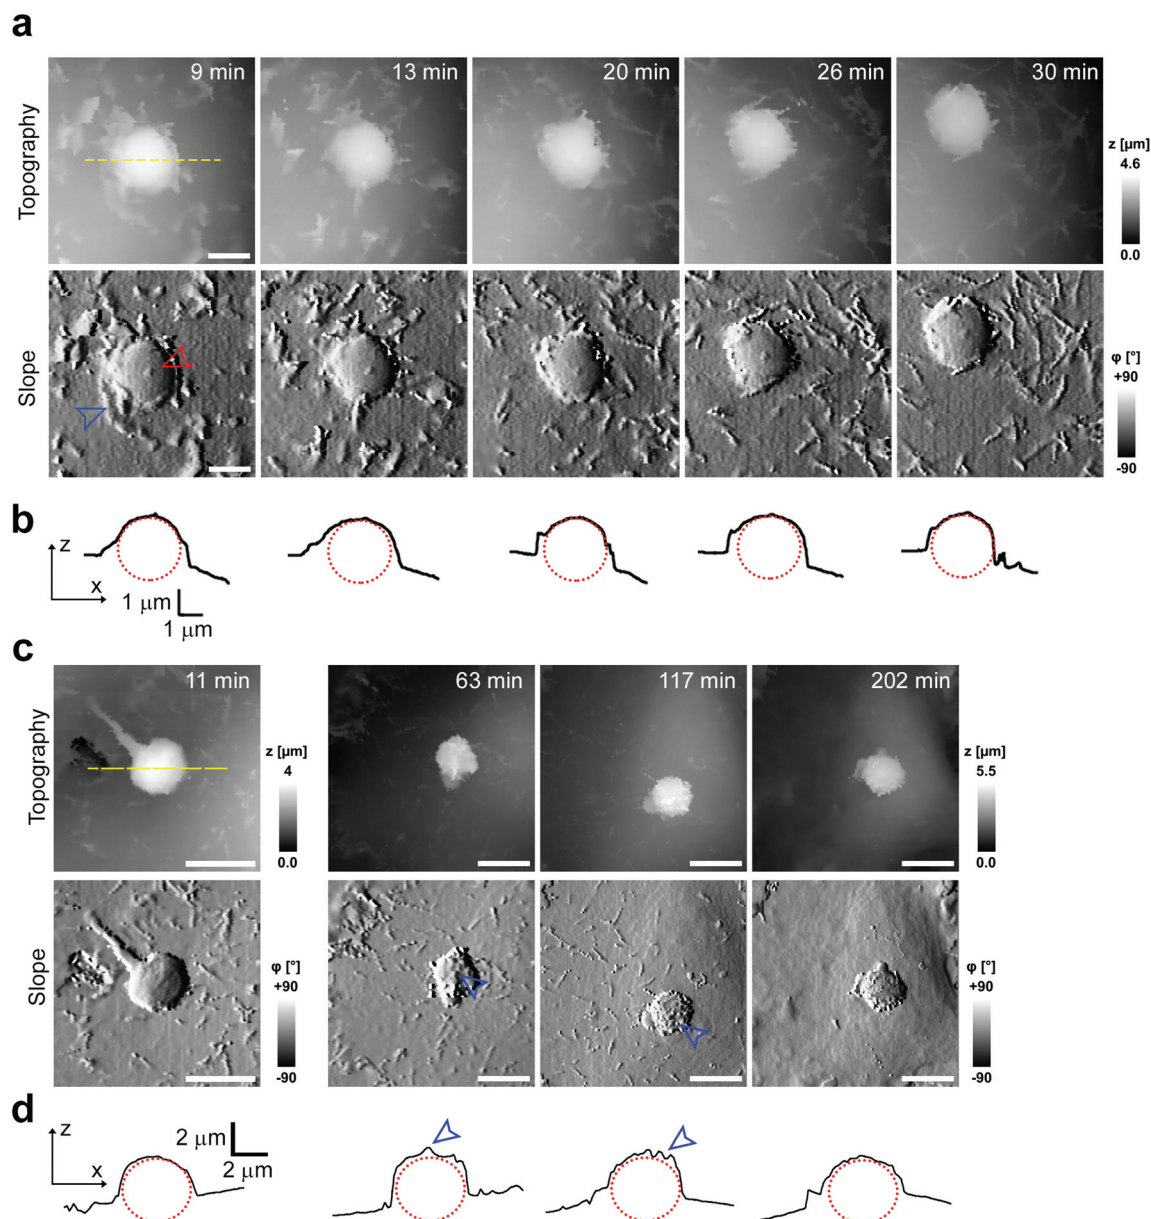 a
9 min 13 min 20 min 26 min 30 min
Topography
z [µm]
4.6
0.0
Slope
φ [°]
+90
-90
b
z
x
1 µm
1 µm
c
11 min 63 min 117 min 202 min
Topography
z [µm]
4
0.0
z [µm]
5.5
0.0
Slope
φ [°]
+90
-90
φ [°]
+90
-90
d
z
x
2 µm
2 µm